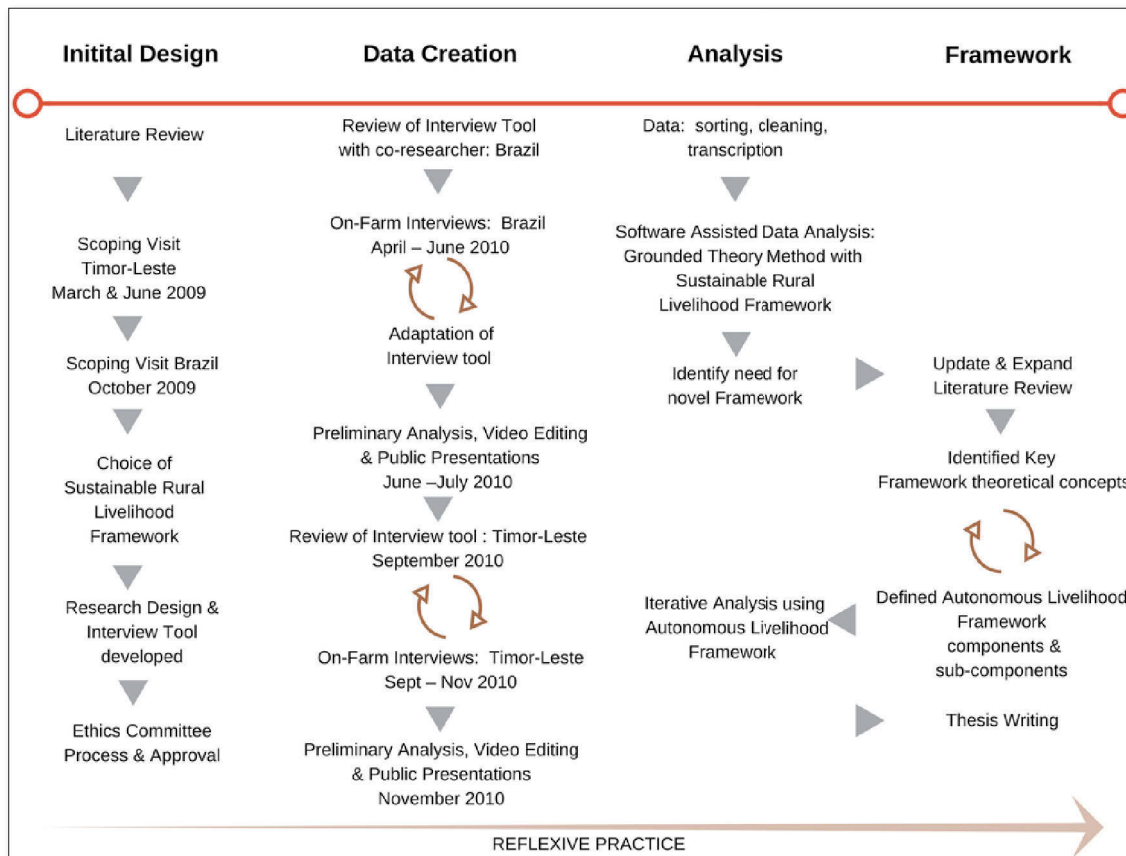 Initital Design
Data Creation
Analysis
Framework
Literature Review
Scoping Visit
Timor-Leste
March & June 2009
Scoping Visit Brazil
October 2009
Choice of
Sustainable Rural
Livelihood
Framework
Research Design &
Interview Tool
developed
Ethics Committee
Process & Approval
Review of Interview Tool
with co-researcher: Brazil
On-Farm Interviews: Brazil
April – June 2010
Adaptation of
Interview tool
Preliminary Analysis, Video Editing
& Public Presentations
June –July 2010
Review of Interview tool : Timor-Leste
September 2010
On-Farm Interviews: Timor-Leste
Sept – Nov 2010
Preliminary Analysis, Video Editing
& Public Presentations
November 2010
Data: sorting, cleaning,
transcription
Software Assisted Data Analysis:
Grounded Theory Method with
Sustainable Rural
Livelihood Framework
Identify need for
novel Framework
Iterative Analysis using
Autonomous Livelihood
Framework
Update & Expand
Literature Review
Identified Key
Framework theoretical concepts
Defined Autonomous Livelihood
Framework
components &
sub-components
Thesis Writing
REFLEXIVE PRACTICE